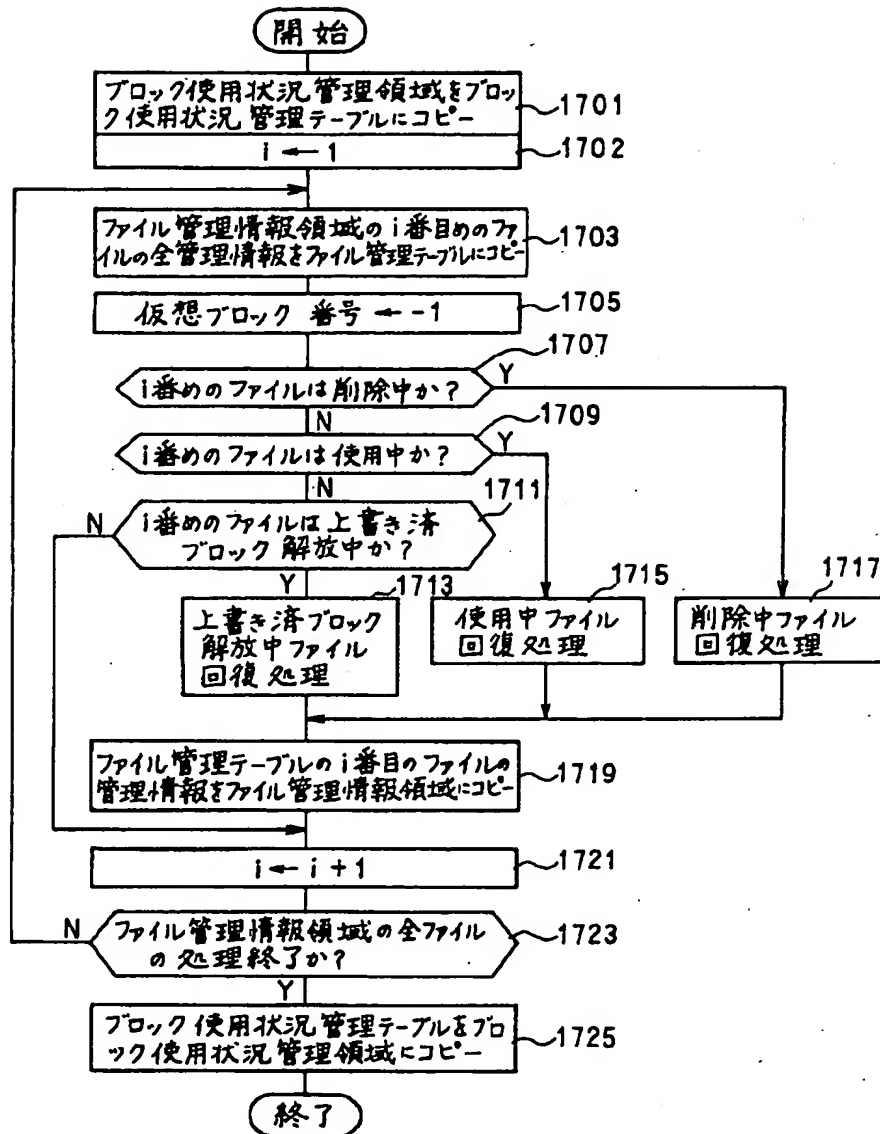 開始
ブロック使用状況管理領域をブロッ
ク使用状況管理テーブルにコピー
1701
i ← 1
1702
ファイル管理情報領域のi番目めのファ
イルの全管理情報をファイル管理テーブルにコピー
1703
仮想ブロック番号 ← -1
1705
1707
i番めのファイルは削除中か?
Y
N
1709
i番めのファイルは使用中か?
Y
N
1711
i番めのファイルは上書き済
ブロック解放中か?
N
Y
1713
上書き済ブロック
解放中ファイル
回復処理
1715
使用中ファイル
回復処理
1717
削除中ファイル
回復処理
ファイル管理テーブルのi番目のファイルの
管理情報をファイル管理情報領域にコピー
1719
i ← i + 1
1721
ファイル管理情報領域の全ファイル
の処理終了か?
1723
N
Y
ブロック使用状況管理テーブルをブロ
ック使用状況管理領域にコピー
1725
終了